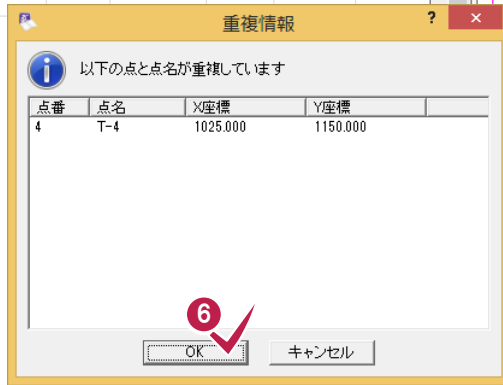 重複情報
?
×
以下の点と点名が重複しています
点番 点名 X座標 Y座標
4 T-4 1025.000 1150.000
6
OK キャンセル